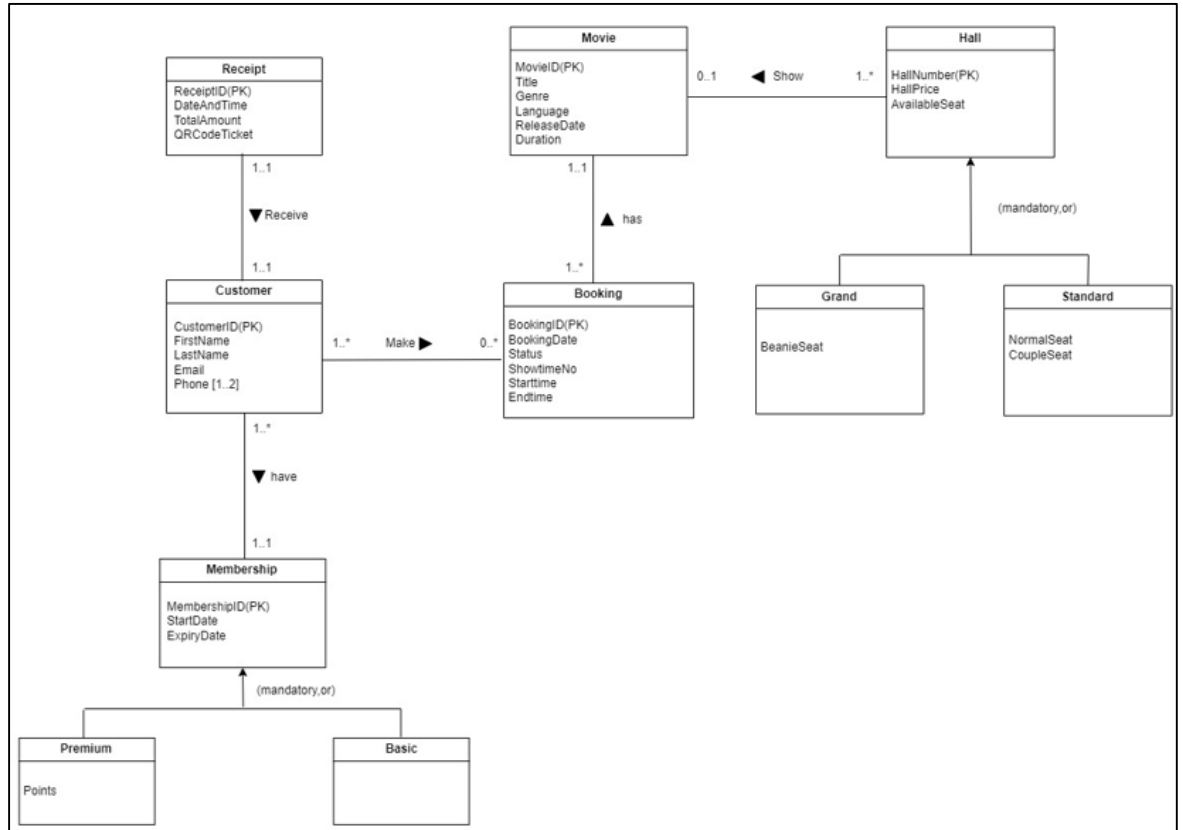 Receipt
ReceiptID(PK)
DateAndTime
TotalAmount
QRCodeTicket
1..1
Receive
1..1
Movie
MovieID(PK)
Title
Genre
Language
ReleaseDate
Duration
0..1
Show
1..*
Hall
HallNumber(PK)
HallPrice
AvailableSeat
1..1
has
1..*
(mandatory,or)
Customer
CustomerID(PK)
FirstName
LastName
Email
Phone [1..2]
1..*
Make
0..*
Booking
BookingID(PK)
BookingDate
Status
ShowtimeNo
Starttime
Endtime
Grand
BeanieSeat
Standard
NormalSeat
CoupleSeat
1..*
have
1..1
Membership
MembershipID(PK)
StartDate
ExpiryDate
(mandatory,or)
Premium
Points
Basic